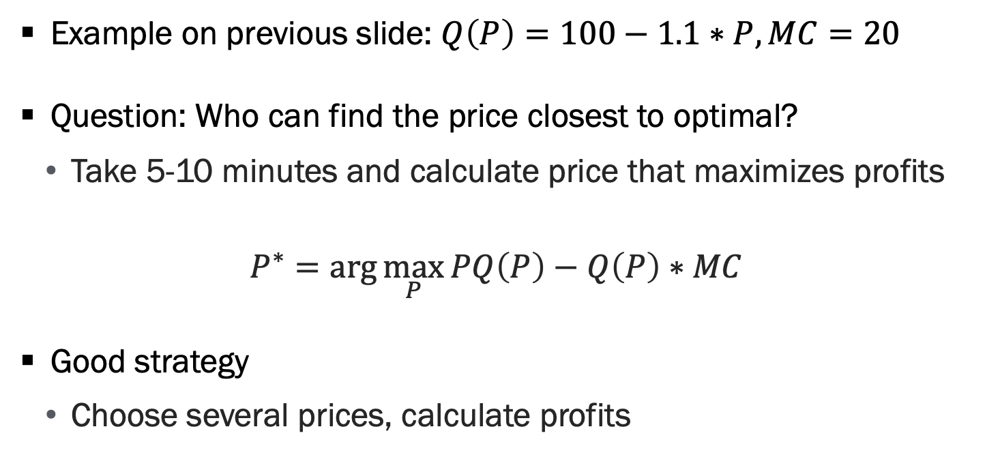 ▪ Example on previous slide: Q(P) = 100 − 1.1 ∗ P, MC = 20
▪ Question: Who can find the price closest to optimal?
• Take 5-10 minutes and calculate price that maximizes profits
P* = arg max PQ(P) − Q(P) ∗ MC
P
▪ Good strategy
• Choose several prices, calculate profits